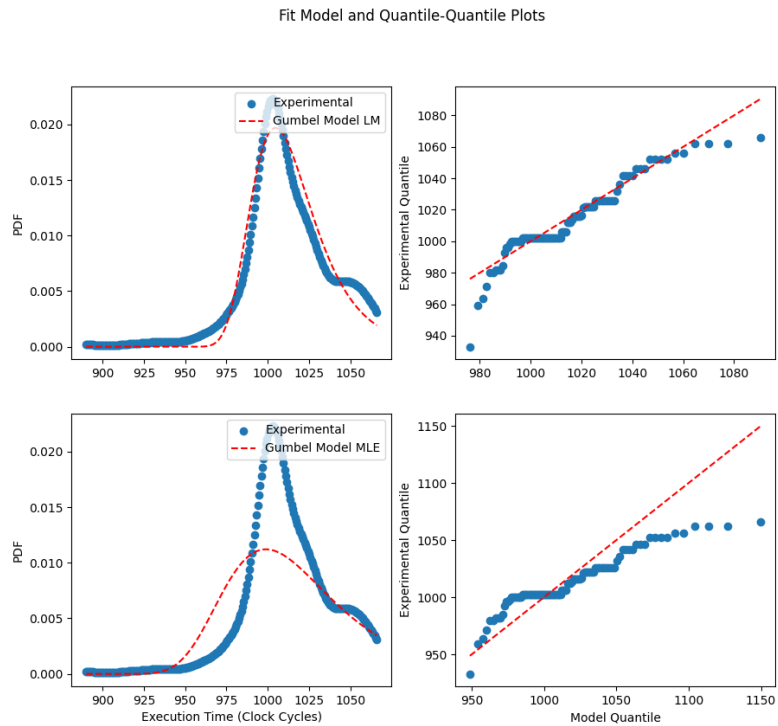 Fit Model and Quantile-Quantile Plots
Experimental
Gumbel Model LM
PDF
0.020
0.015
0.010
0.005
0.000
900 925 950 975 1000 1025 1050
Experimental Quantile
1080
1060
1040
1020
1000
980
960
940
980 1000 1020 1040 1060 1080
Experimental
Gumbel Model MLE
PDF
0.020
0.015
0.010
0.005
0.000
900 925 950 975 1000 1025 1050
Execution Time (Clock Cycles)
Experimental Quantile
1150
1100
1050
1000
950
950 1000 1050 1100 1150
Model Quantile